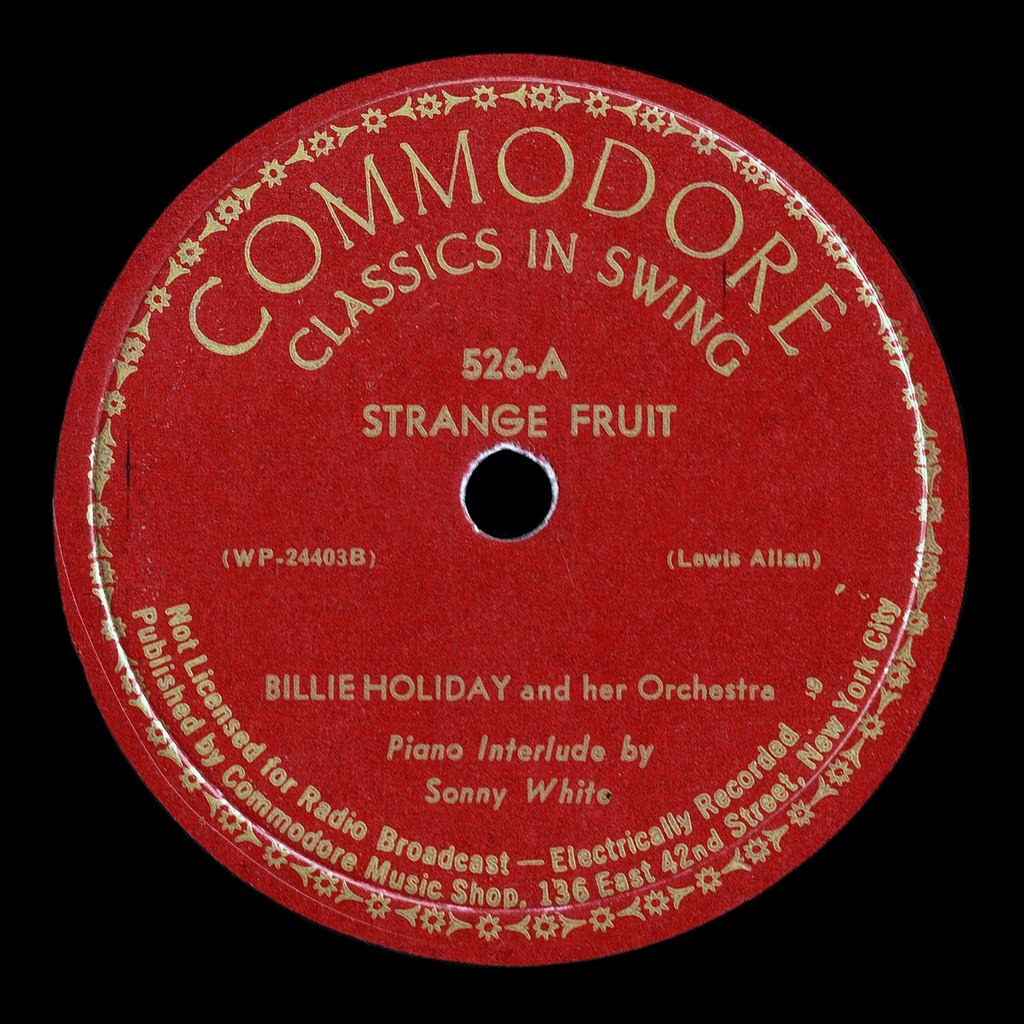 COMMODORE
CLASSICS IN SWING
526-A
STRANGE FRUIT
(WP-24403B)
(Lewis Allan)
BILLIE HOLIDAY and her Orchestra
Piano Interlude by
Sonny White
Not Licensed for Radio Broadcast — Electrically Recorded
Published by Commodore Music Shop, 136 East 42nd Street, New York City